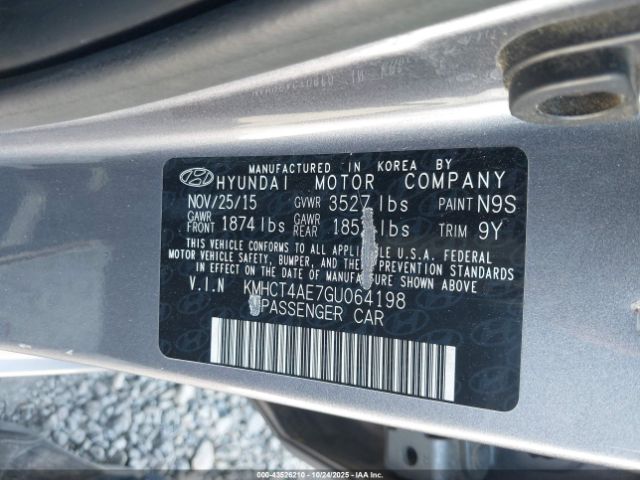 MANUFACTURED IN KOREA BY
HYUNDAI MOTOR COMPANY
NOV/25/15 GVWR 3527 lbs PAINT N9S
GAWR FRONT 1874 lbs GAWR REAR lbs TRIM 9Y
THIS VEHICLE CONFORMS TO ALL APPLICABLE U.S.A. FEDERAL
MOTOR VEHICLE SAFETY, BUMPER, AND THEFT PREVENTION STANDARDS
IN EFFECT ON THE DATE OF MANUFACTURE SHOWN ABOVE
V.I.N KMHCT4AE7GU064198
PASSENGER CAR
000-43526210 - 10/24/2025 - IAA